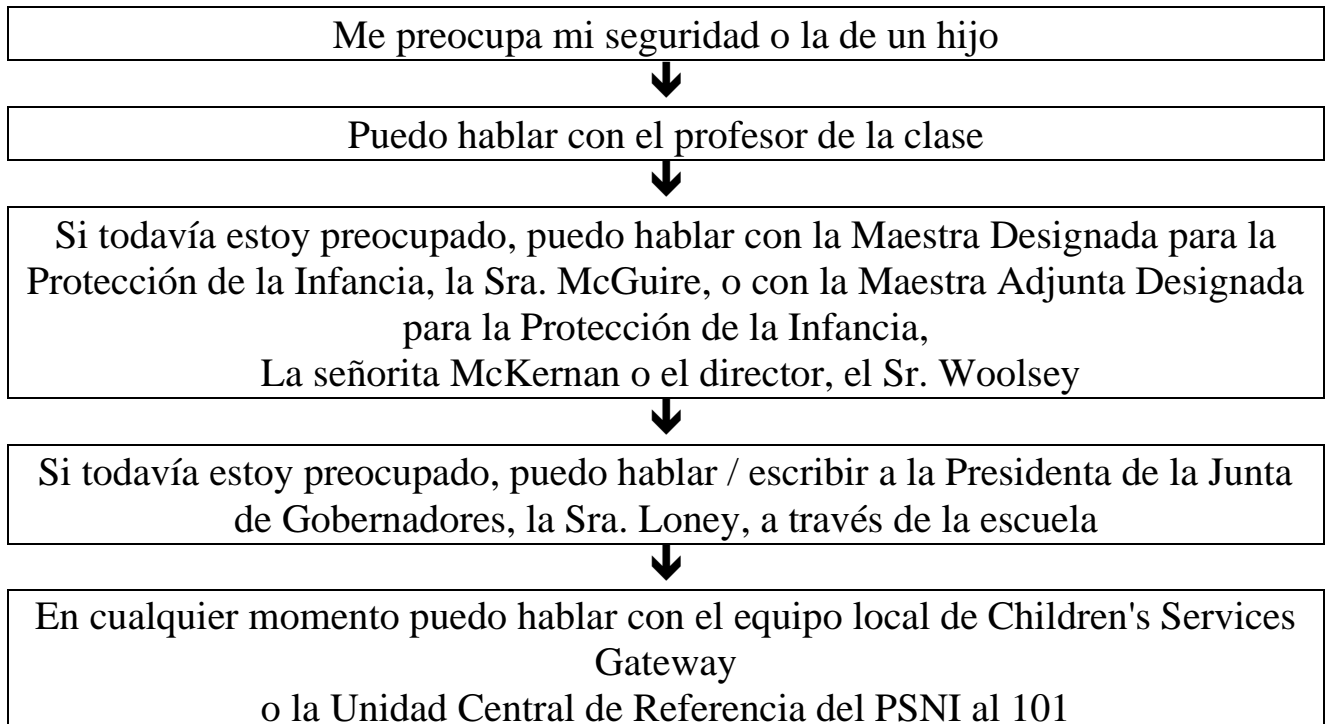 Me preocupa mi seguridad o la de un hijo
Puedo hablar con el profesor de la clase
Si todavía estoy preocupado, puedo hablar con la Maestra Designada para la
Protección de la Infancia, la Sra. McGuire, o con la Maestra Adjunta Designada
para la Protección de la Infancia,
La señorita McKernan o el director, el Sr. Woolsey
Si todavía estoy preocupado, puedo hablar / escribir a la Presidenta de la Junta
de Gobernadores, la Sra. Loney, a través de la escuela
En cualquier momento puedo hablar con el equipo local de Children's Services
Gateway
o la Unidad Central de Referencia del PSNI al 101